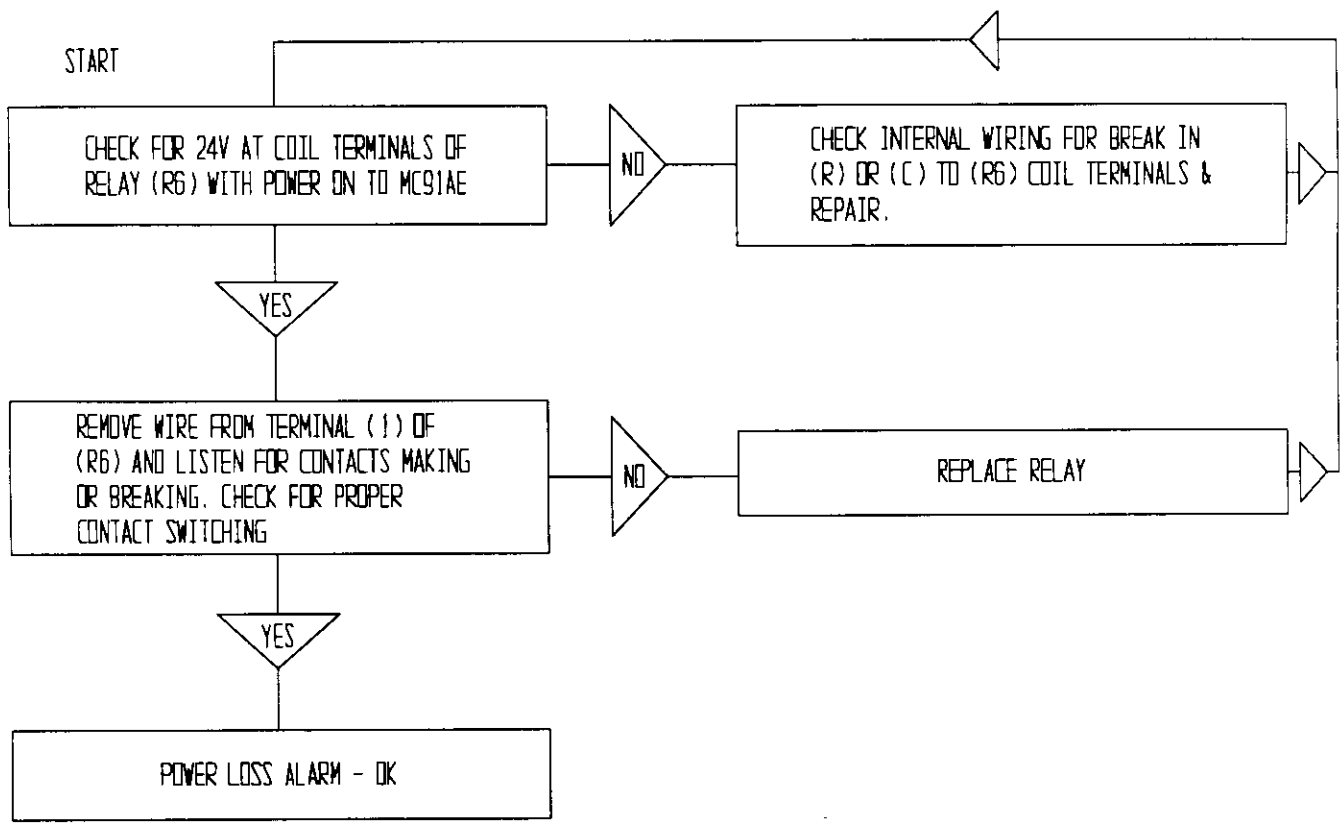 START
CHECK FOR 24V AT COIL TERMINALS OF
RELAY (R6) WITH POWER ON TO MC91AE
NO
CHECK INTERNAL WIRING FOR BREAK IN
(R) OR (C) TO (R6) COIL TERMINALS &
REPAIR.
YES
REMOVE WIRE FROM TERMINAL (1) OF
(R6) AND LISTEN FOR CONTACTS MAKING
OR BREAKING. CHECK FOR PROPER
CONTACT SWITCHING
NO
REPLACE RELAY
YES
POWER LOSS ALARM - OK